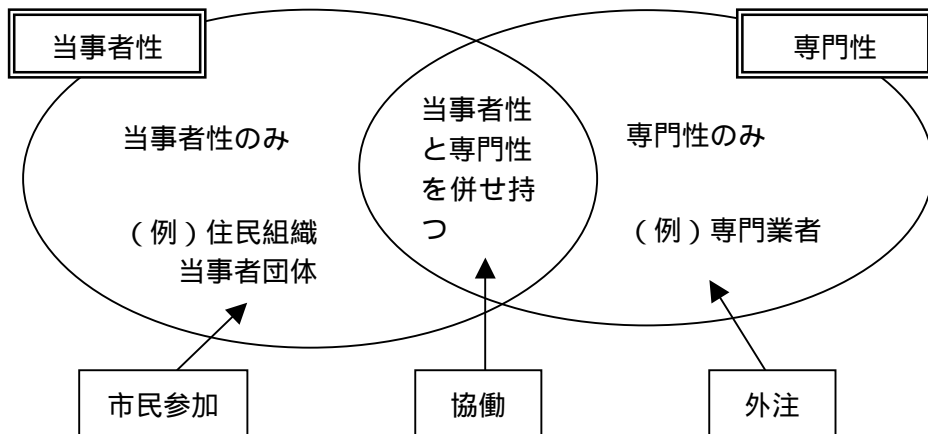 当事者性
専門性
当事者性のみ
（例）住民組織
当事者団体
当事者性
と専門性
を併せ持
つ
専門性のみ
（例）専門業者
市民参加
協働
外注